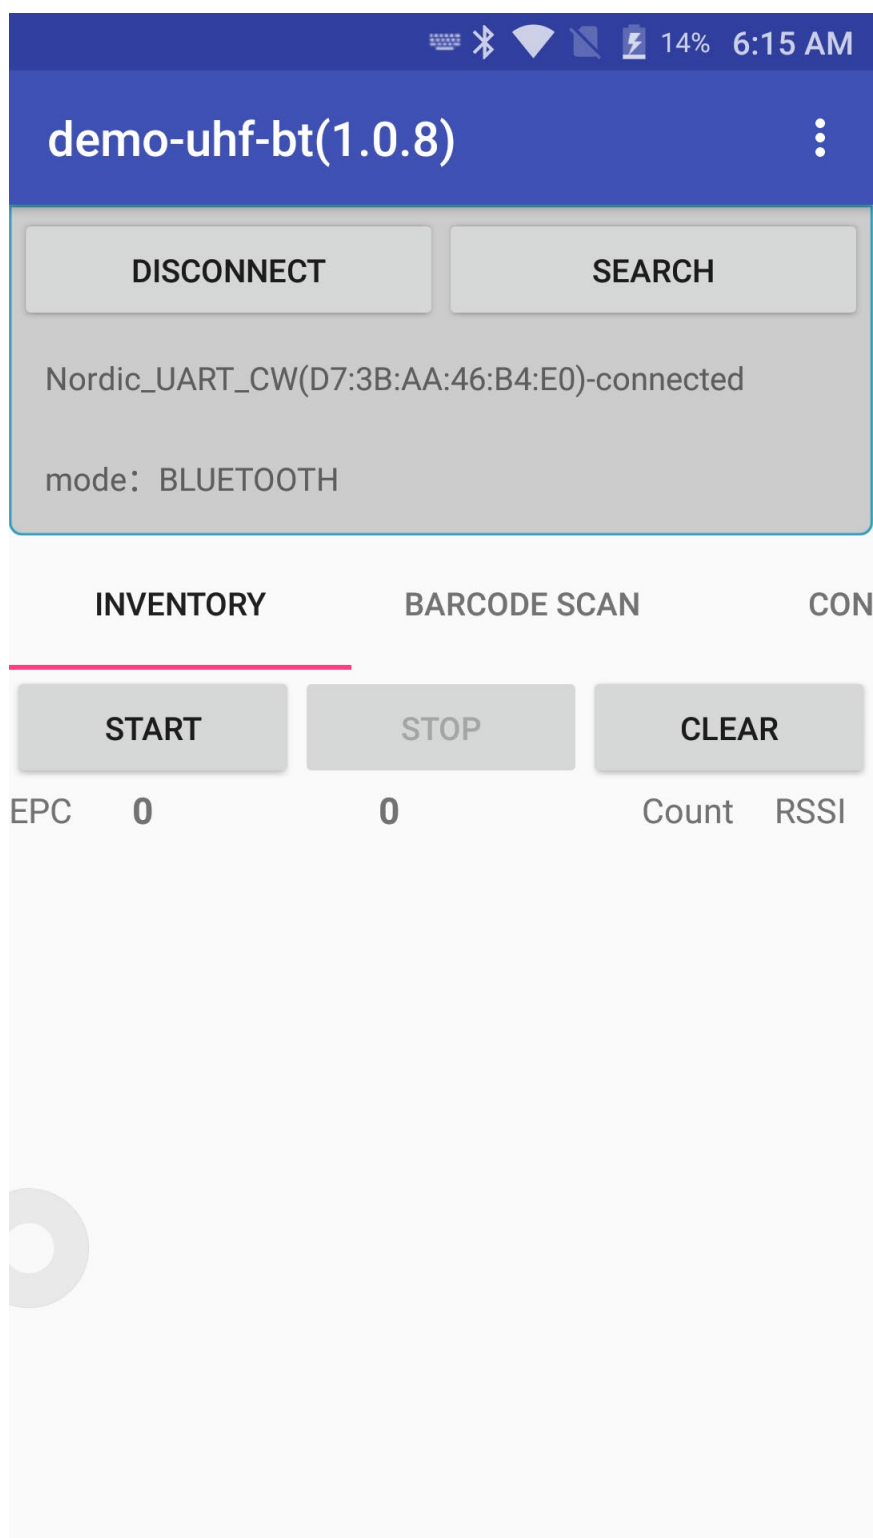 14% 6:15 AM
demo-uhf-bt(1.0.8)
DISCONNECT SEARCH
Nordic_UART_CW(D7:3B:AA:46:B4:E0)-connected
mode：BLUETOOTH
INVENTORY BARCODE SCAN CON
START STOP CLEAR
EPC 0 0 Count RSSI